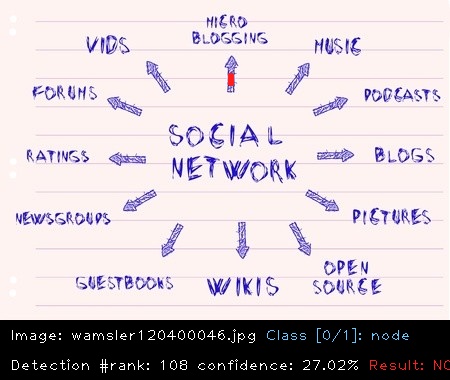 MICRO
BLOGGING
VIDS
MUSIC
FORUMS
PODCASTS
SOCIAL
NETWORK
RATINGS
BLOGS
NEWSGROUPS
PICTURES
GUESTBOOKS
WIKIS
OPEN
SOURCE
Image: wamsler120400046.jpg Class [0/1]: node
Detection #rank: 108 confidence: 27.02% Result: NO